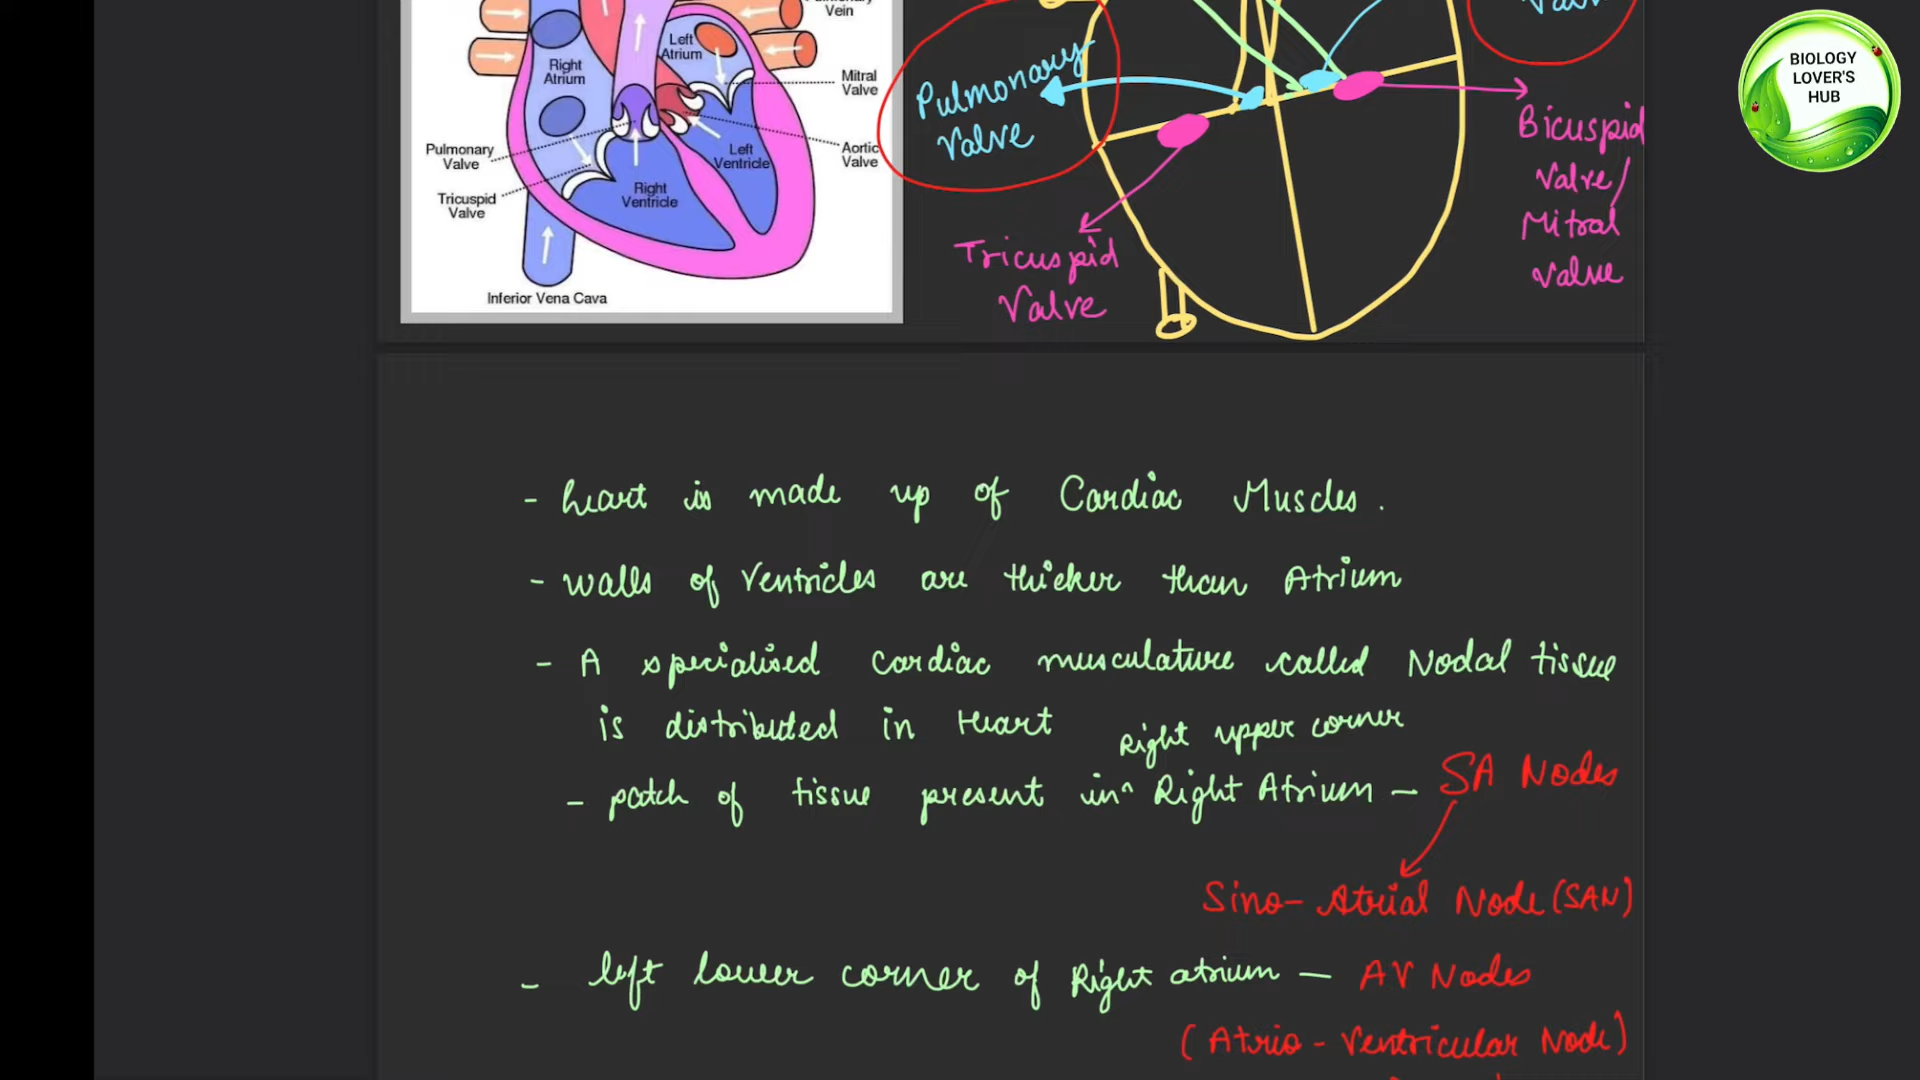 Pulmonary
Vein
Left
Atrium
Right
Atrium
Mitral
Valve
Pulmonary
Valve
Aortic
Valve
Left
Ventricle
Tricuspid
Valve
Right
Ventricle
Inferior Vena Cava
Pulmonary
Valve
Valve
Bicuspid
Valve/
Mitral
Valve
Tricuspid
Valve
BIOLOGY
LOVER'S
HUB
- heart is made up of Cardiac Muscles.
- walls of Ventricles are thicker than Atrium
- A specialised cardiac musculature called Nodal tissue
is distributed in Heart
Right upper corner
- patch of tissue present in^ Right Atrium - SA Nodes
Sino-Atrial Node (SAN)
- left lower corner of Right atrium - AV Nodes
(Atrio-Ventricular Node)